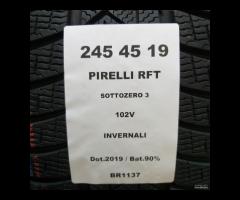 245 45 19
PIRELLI RFT
SOTTOZERO 3
102V
INVERNALI
Dot.2019 / Bat.90%
BR1137